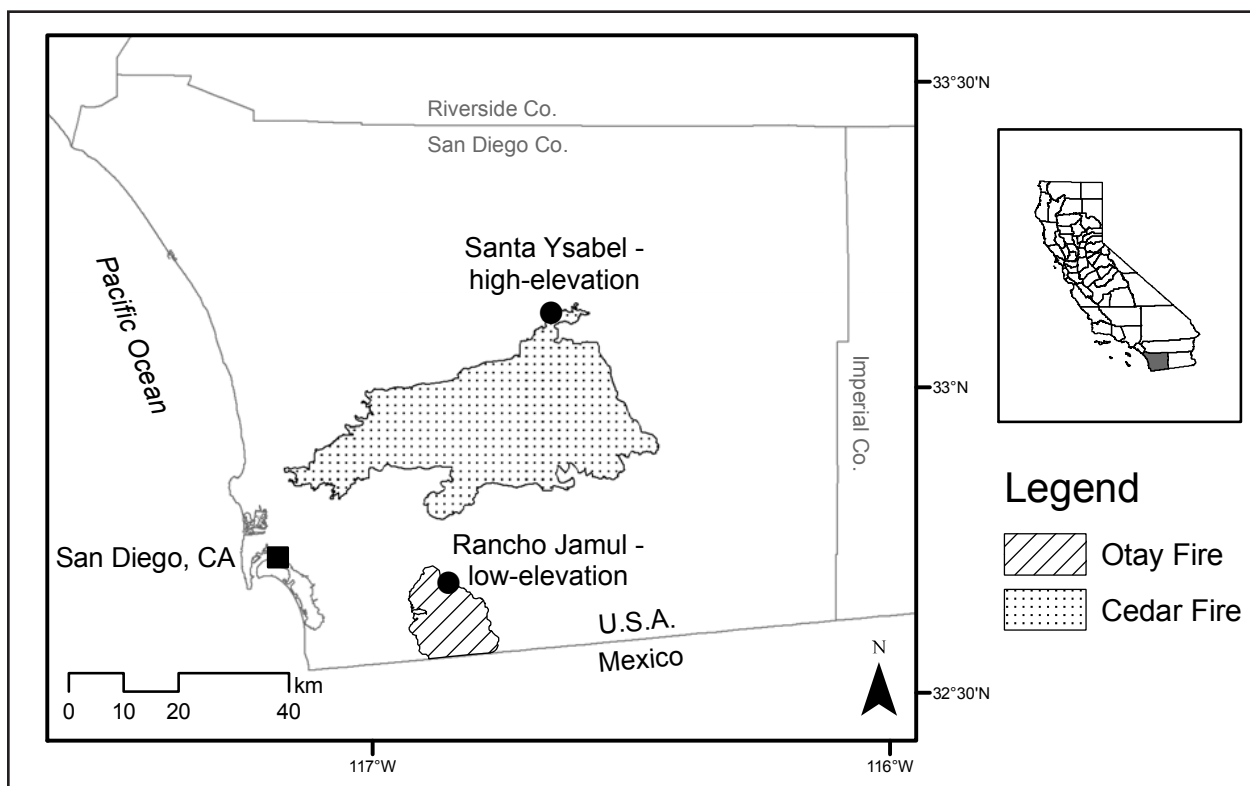 33°30'N
Riverside Co.
San Diego Co.
Santa Ysabel -
high-elevation
Pacific Ocean
33°N
Imperial Co.
Legend
San Diego, CA
Rancho Jamul -
low-elevation
Otay Fire
Cedar Fire
U.S.A.
Mexico
N
km
0 10 20 40
32°30'N
117°W
116°W